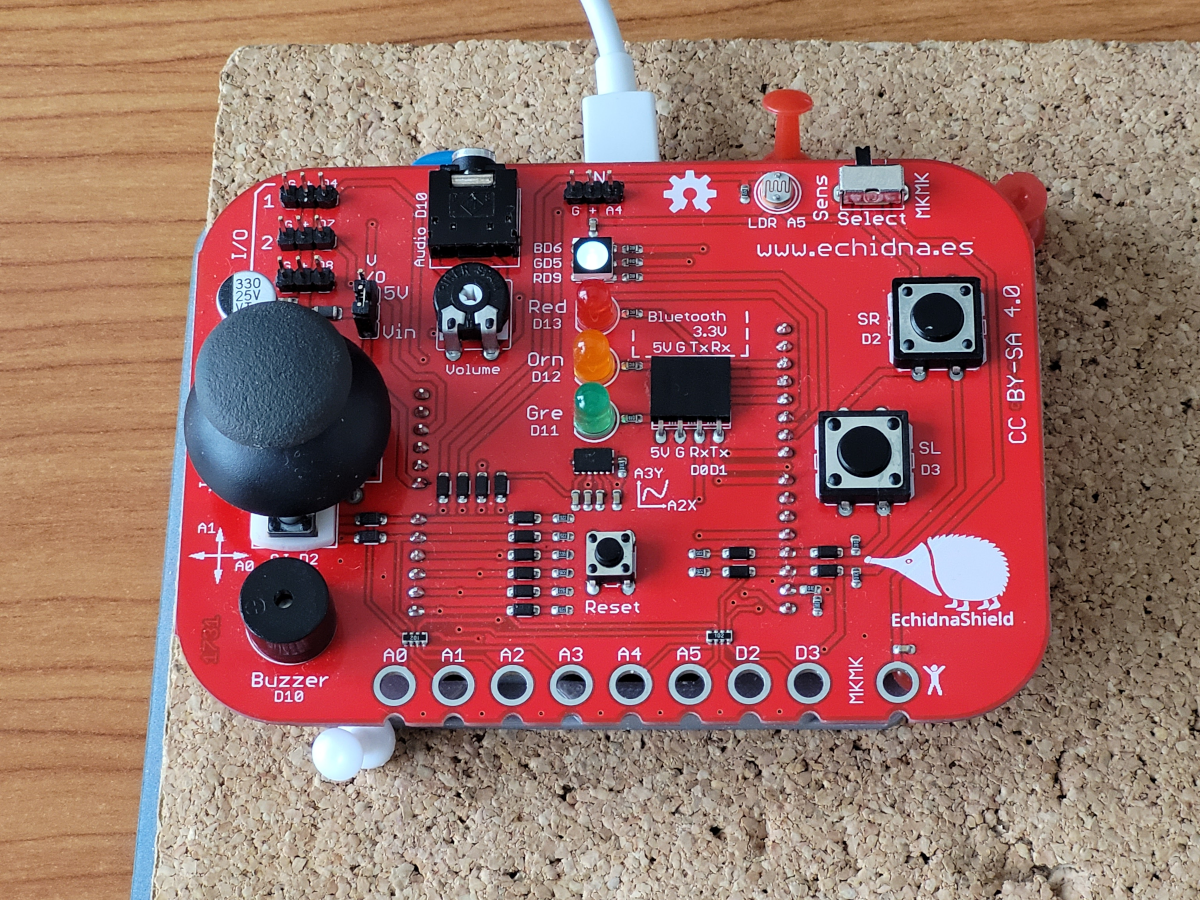 1
2
I/O
330
25V
5V
Vin
Audio D10
Volume
N
G + A4
BD6
GD5
RD9
Red
D13
Orn
D12
Gre
D11
Bluetooth
3.3V
5V G TxRx
5V G RxTx
D0D1
A3Y
A2X
LDR A5
Sens
Select
MKMK
www.echidna.es
SR
D2
SL
D3
CC BY-SA 4.0
EchidnaShield
A1
A0
Reset
Buzzer
D10
A0 A1 A2 A3 A4 A5 D2 D3
MKMK